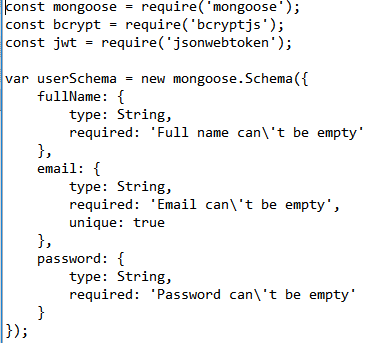 const mongoose = require('mongoose');
const bcrypt = require('bcryptjs');
const jwt = require('jsonwebtoken');

var userSchema = new mongoose.Schema({
    fullName: {
        type: String,
        required: 'Full name can\'t be empty'
    },
    email: {
        type: String,
        required: 'Email can\'t be empty',
        unique: true
    },
    password: {
        type: String,
        required: 'Password can\'t be empty'
    }
});